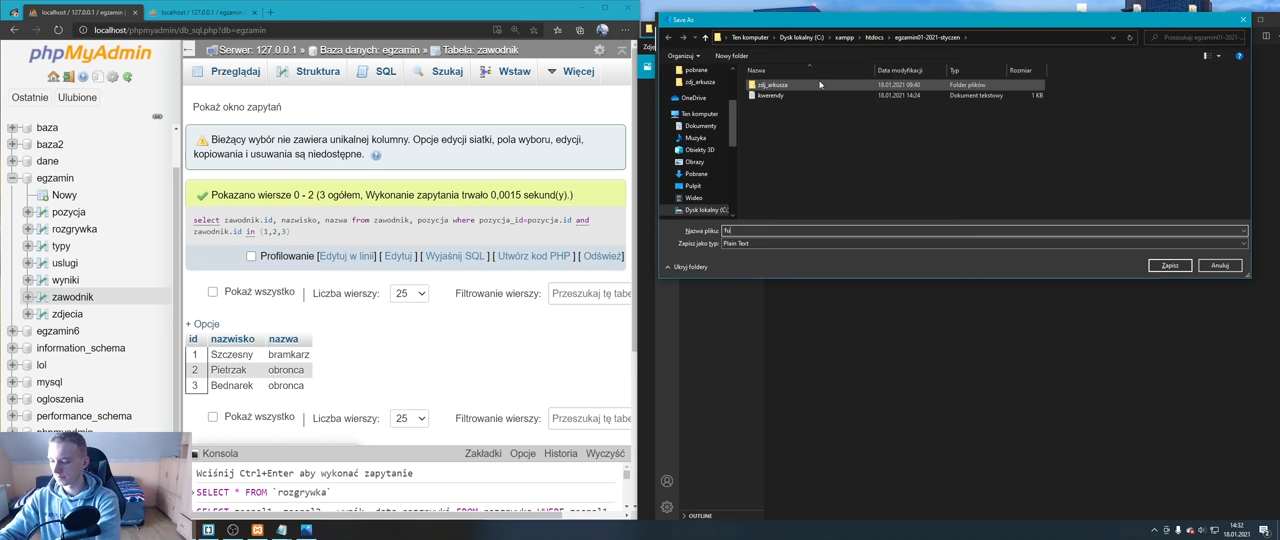 localhost / 127.0.0.1 / egzamin |
localhost / 127.0.0.1 / egzamin |
localhost/phpmyadmin/db_sql.php?db=egzamin
phpMyAdmin
Ostatnie Ulubione
baza
baza2
dane
egzamin
Nowy
pozycja
rozgrywka
typy
uslugi
wyniki
zawodnik
zdjecia
egzamin6
information_schema
lol
mysql
ogloszenia
performance_schema
phpmyadmin
Serwer: 127.0.0.1 » Baza danych: egzamin » Tabela: zawodnik
Przeglądaj Struktura SQL Szukaj Wstaw Więcej
Pokaż okno zapytań
Bieżący wybór nie zawiera unikalnej kolumny. Opcje edycji siatki, pola wyboru, edycji,
kopiowania i usuwania są niedostępne.
Pokazano wiersze 0 - 2 (3 ogółem, Wykonanie zapytania trwało 0,0015 sekund(y).)
select zawodnik.id, nazwisko, nazwa from zawodnik, pozycja where pozycja_id=pozycja.id and
zawodnik.id in (1,2,3)
Profilowanie [Edytuj w linii] [ Edytuj ] [ Wyjaśnij SQL ] [ Utwórz kod PHP ] [ Odśwież]
Pokaż wszystko | Liczba wierszy: 25 Filtrowanie wierszy: Przeszukaj tę tabe
+ Opcje
id nazwisko nazwa
1 Szczesny bramkarz
2 Pietrzak obronca
3 Bednarek obronca
Pokaż wszystko | Liczba wierszy: 25 Filtrowanie wierszy: Przeszukaj tę tabe
Konsola Zakładki Opcje Historia Wyczyść
Wciśnij Ctrl+Enter aby wykonać zapytanie
SELECT * FROM `rozgrywka`
Save As
Ten komputer › Dysk lokalny (C:) › xampp › htdocs › egzamin01-2021-styczen ›
Przeszukaj: egzamin01-2021-...
Organizuj Nowy folder
pobrane
zdj_arkusza
OneDrive
Ten komputer
Dokumenty
Muzyka
Obiekty 3D
Obrazy
Pobrane
Pulpit
Wideo
Dysk lokalny (C:)
Nazwa Data modyfikacji Typ Rozmiar
zdj_arkusza 18.01.2021 09:40 Folder plików
kwerendy 18.01.2021 14:24 Dokument tekstowy 1 KB
Nazwa pliku: fu
Zapisz jako typ: Plain Text
Ukryj foldery Zapisz Anuluj
OUTLINE
14:32
18.01.2021